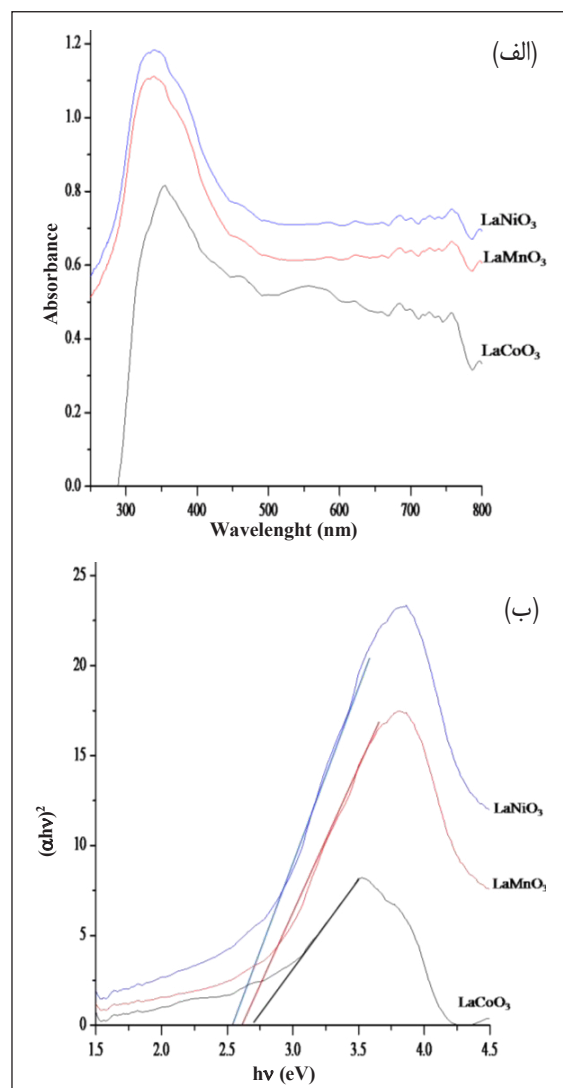 (الف)
1.2
1.0
0.8
0.6
0.4
0.2
0.0
Absorbance
LaNiO₃
LaMnO₃
LaCoO₃
300 400 500 600 700 800
Wavelenght (nm)
(ب)
25
20
15
10
5
0
(αhν)²
LaNiO₃
LaMnO₃
LaCoO₃
1.5 2.0 2.5 3.0 3.5 4.0 4.5
hν (eV)